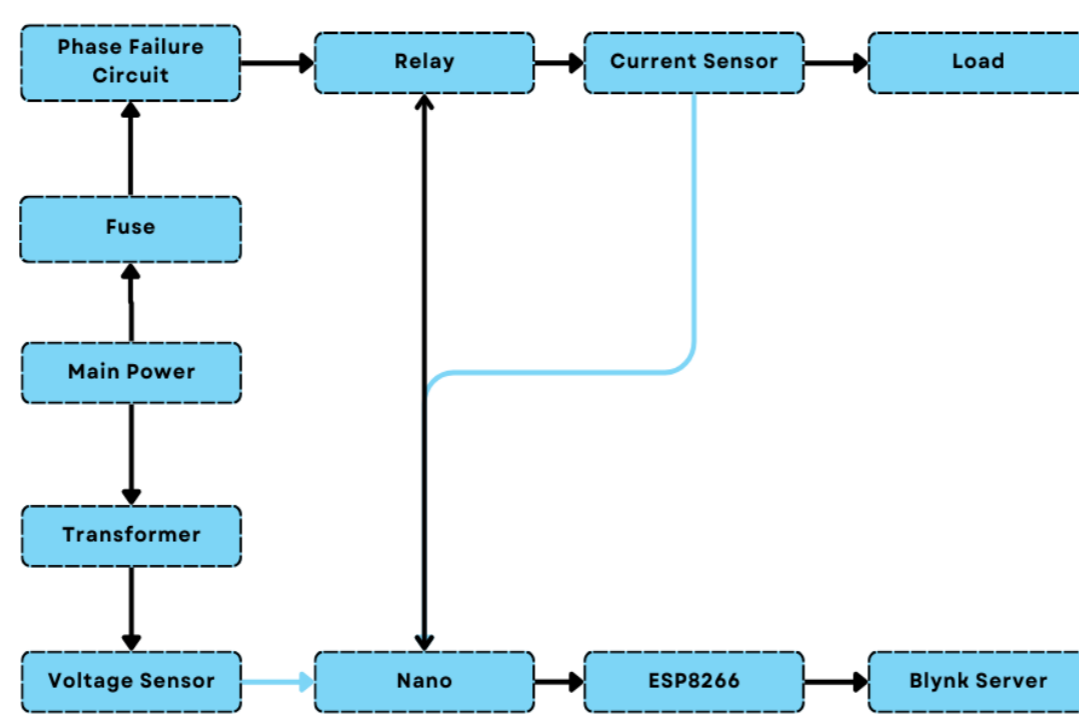 Phase Failure
Circuit
Relay
Current Sensor
Load
Fuse
Main Power
Transformer
Voltage Sensor
Nano
ESP8266
Blynk Server